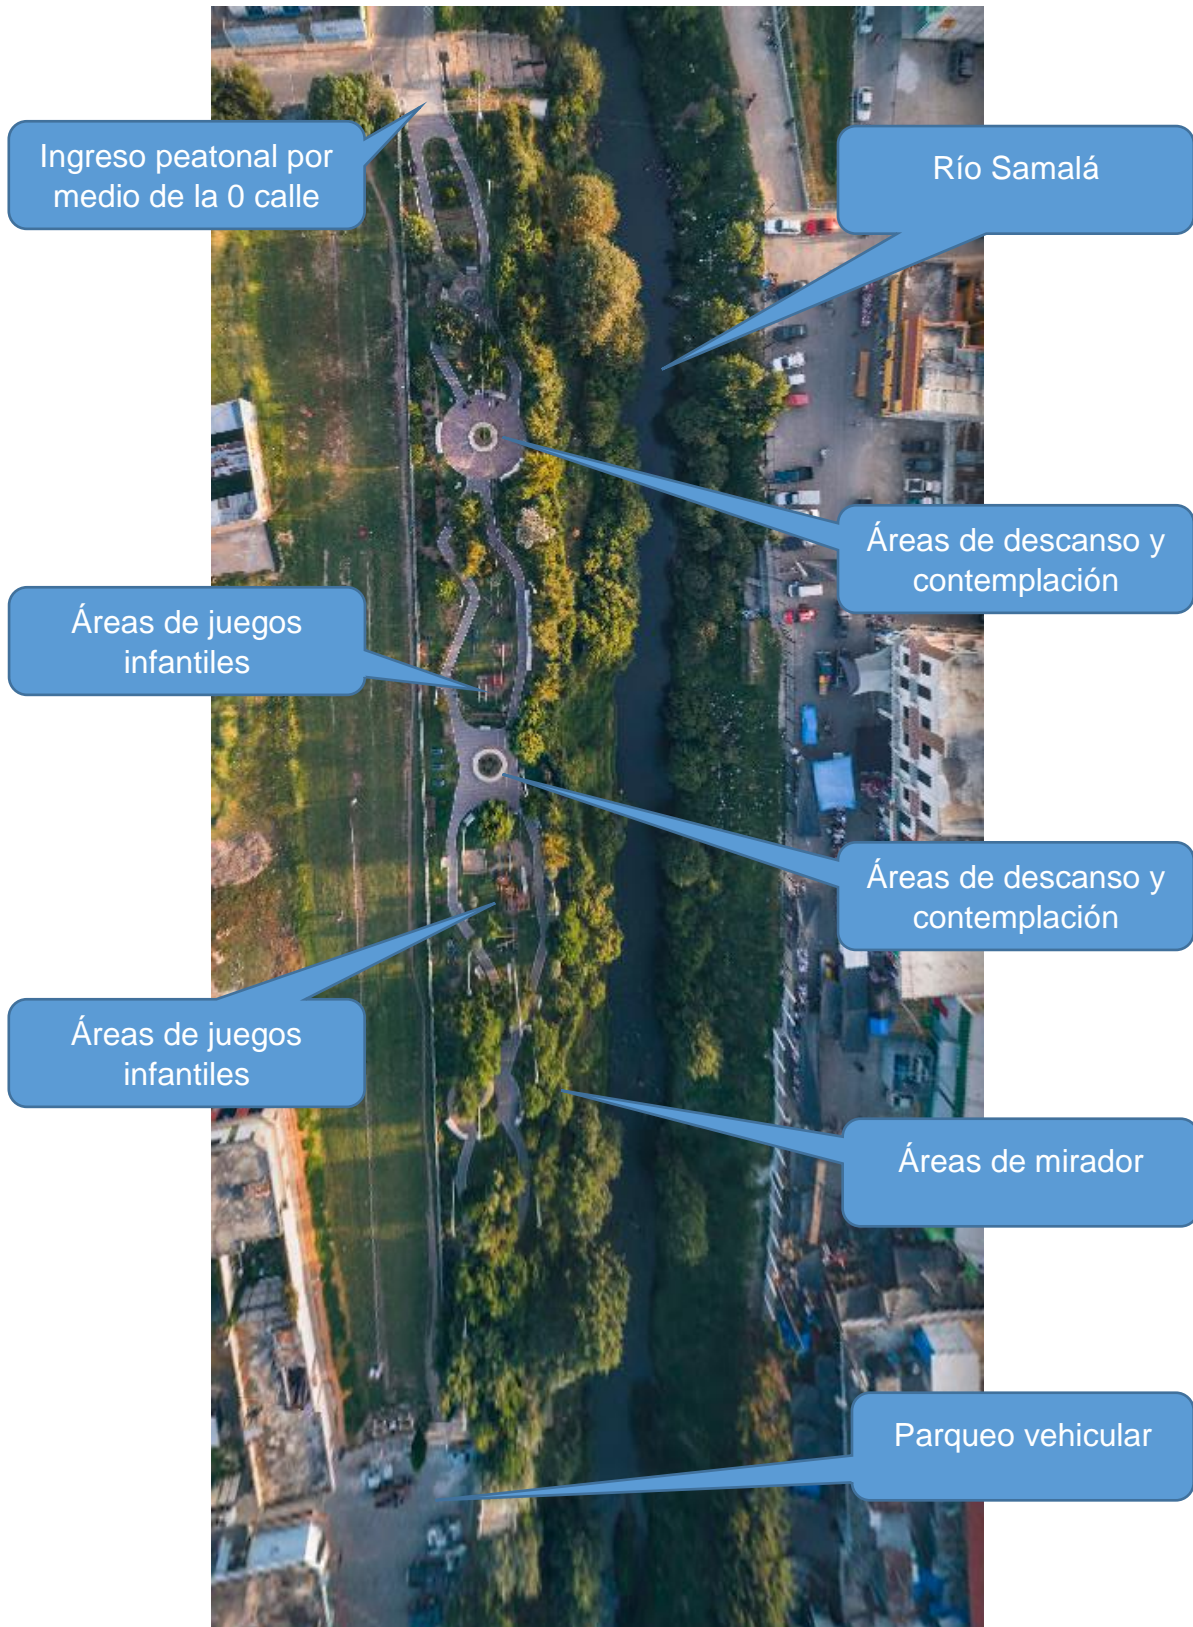 Ingreso peatonal por
medio de la 0 calle
Río Samalá
Áreas de descanso y
contemplación
Áreas de juegos
infantiles
Áreas de descanso y
contemplación
Áreas de juegos
infantiles
Áreas de mirador
Parqueo vehicular